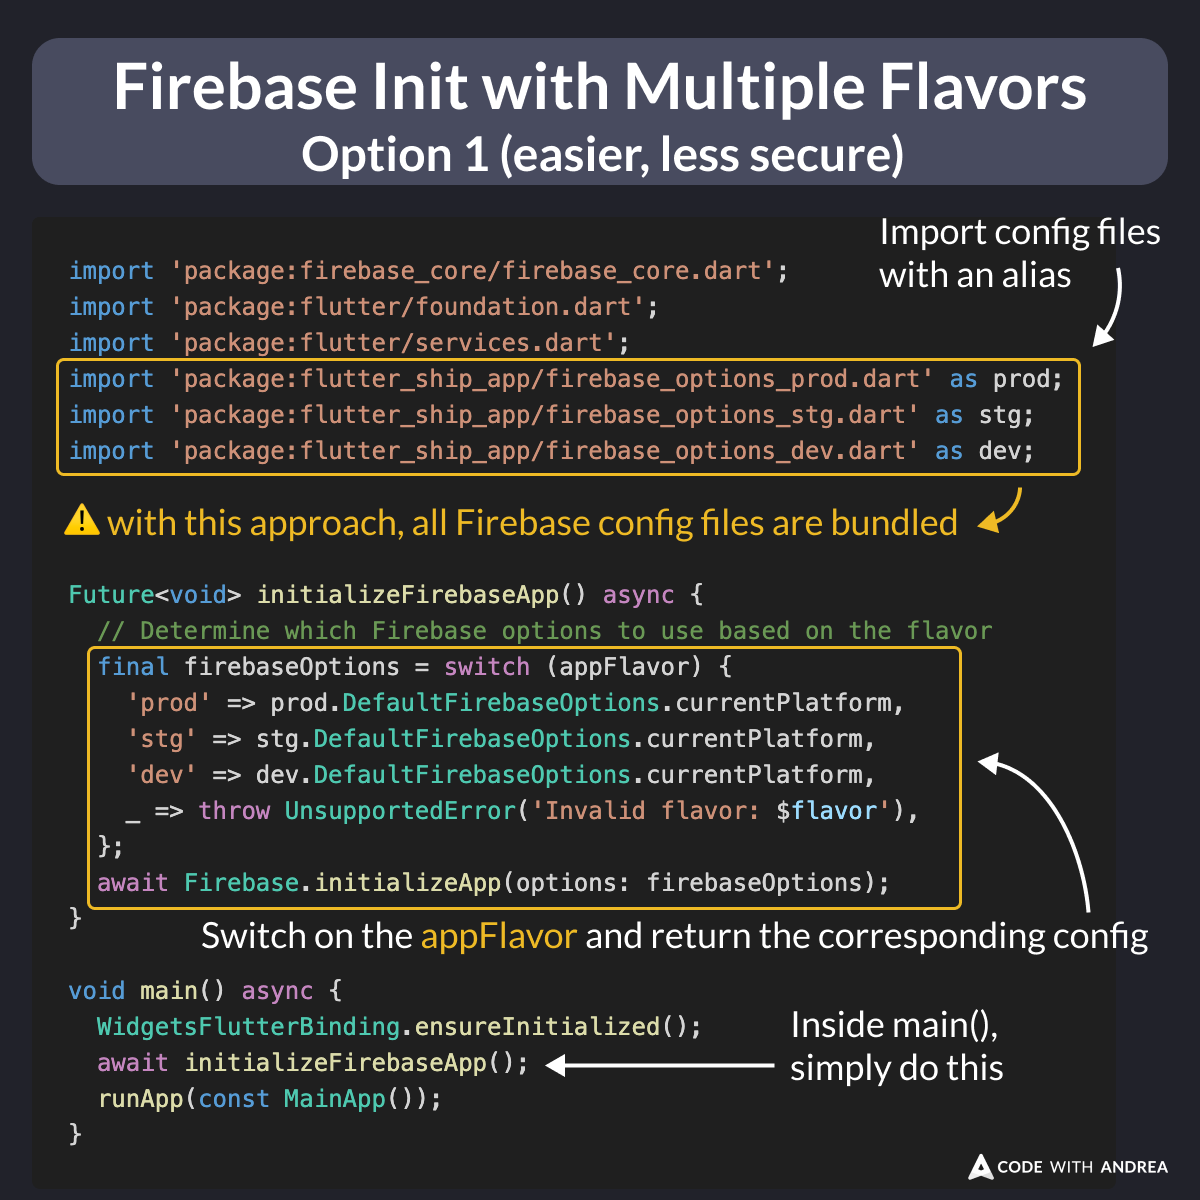 Firebase Init with Multiple Flavors
Option 1 (easier, less secure)
Import config files
with an alias
import 'package:firebase_core/firebase_core.dart';
import 'package:flutter/foundation.dart';
import 'package:flutter/services.dart';
import 'package:flutter_ship_app/firebase_options_prod.dart' as prod;
import 'package:flutter_ship_app/firebase_options_stg.dart' as stg;
import 'package:flutter_ship_app/firebase_options_dev.dart' as dev;
⚠️ with this approach, all Firebase config files are bundled
Future<void> initializeFirebaseApp() async {
  // Determine which Firebase options to use based on the flavor
  final firebaseOptions = switch (appFlavor) {
    'prod' => prod.DefaultFirebaseOptions.currentPlatform,
    'stg' => stg.DefaultFirebaseOptions.currentPlatform,
    'dev' => dev.DefaultFirebaseOptions.currentPlatform,
    _ => throw UnsupportedError('Invalid flavor: $flavor'),
  };
  await Firebase.initializeApp(options: firebaseOptions);
}
Switch on the appFlavor and return the corresponding config
void main() async {
  WidgetsFlutterBinding.ensureInitialized();
  await initializeFirebaseApp();
  runApp(const MainApp());
}
Inside main(),
simply do this
CODE WITH ANDREA